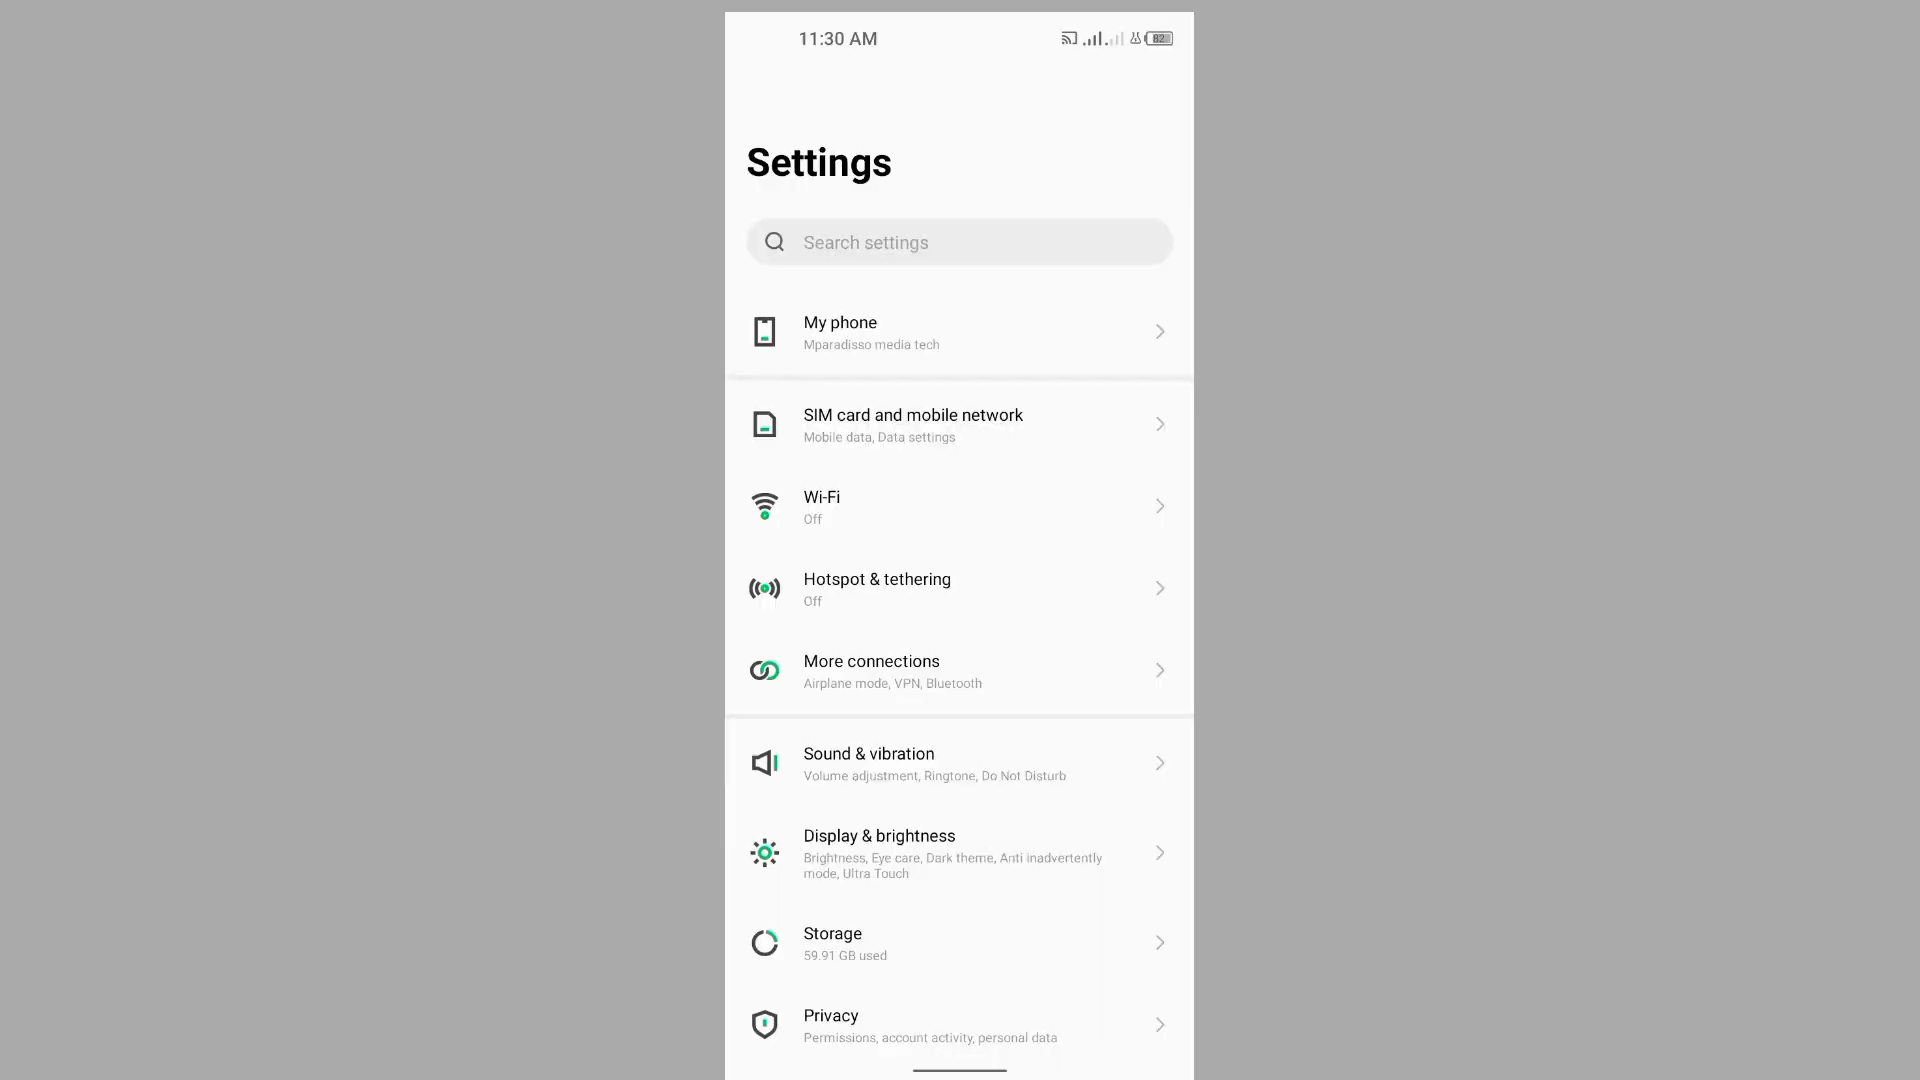 11:30 AM
82
Settings
Search settings
My phone
Mparadisso media tech
SIM card and mobile network
Mobile data, Data settings
Wi-Fi
Off
Hotspot & tethering
Off
More connections
Airplane mode, VPN, Bluetooth
Sound & vibration
Volume adjustment, Ringtone, Do Not Disturb
Display & brightness
Brightness, Eye care, Dark theme, Anti inadvertently
mode, Ultra Touch
Storage
59.91 GB used
Privacy
Permissions, account activity, personal data